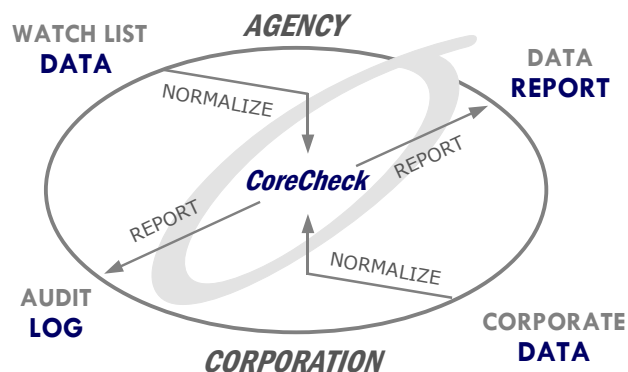 AGENCY
WATCH LIST
DATA
DATA
REPORT
NORMALIZE
REPORT
CoreCheck
REPORT
NORMALIZE
AUDIT
LOG
CORPORATE
DATA
CORPORATION